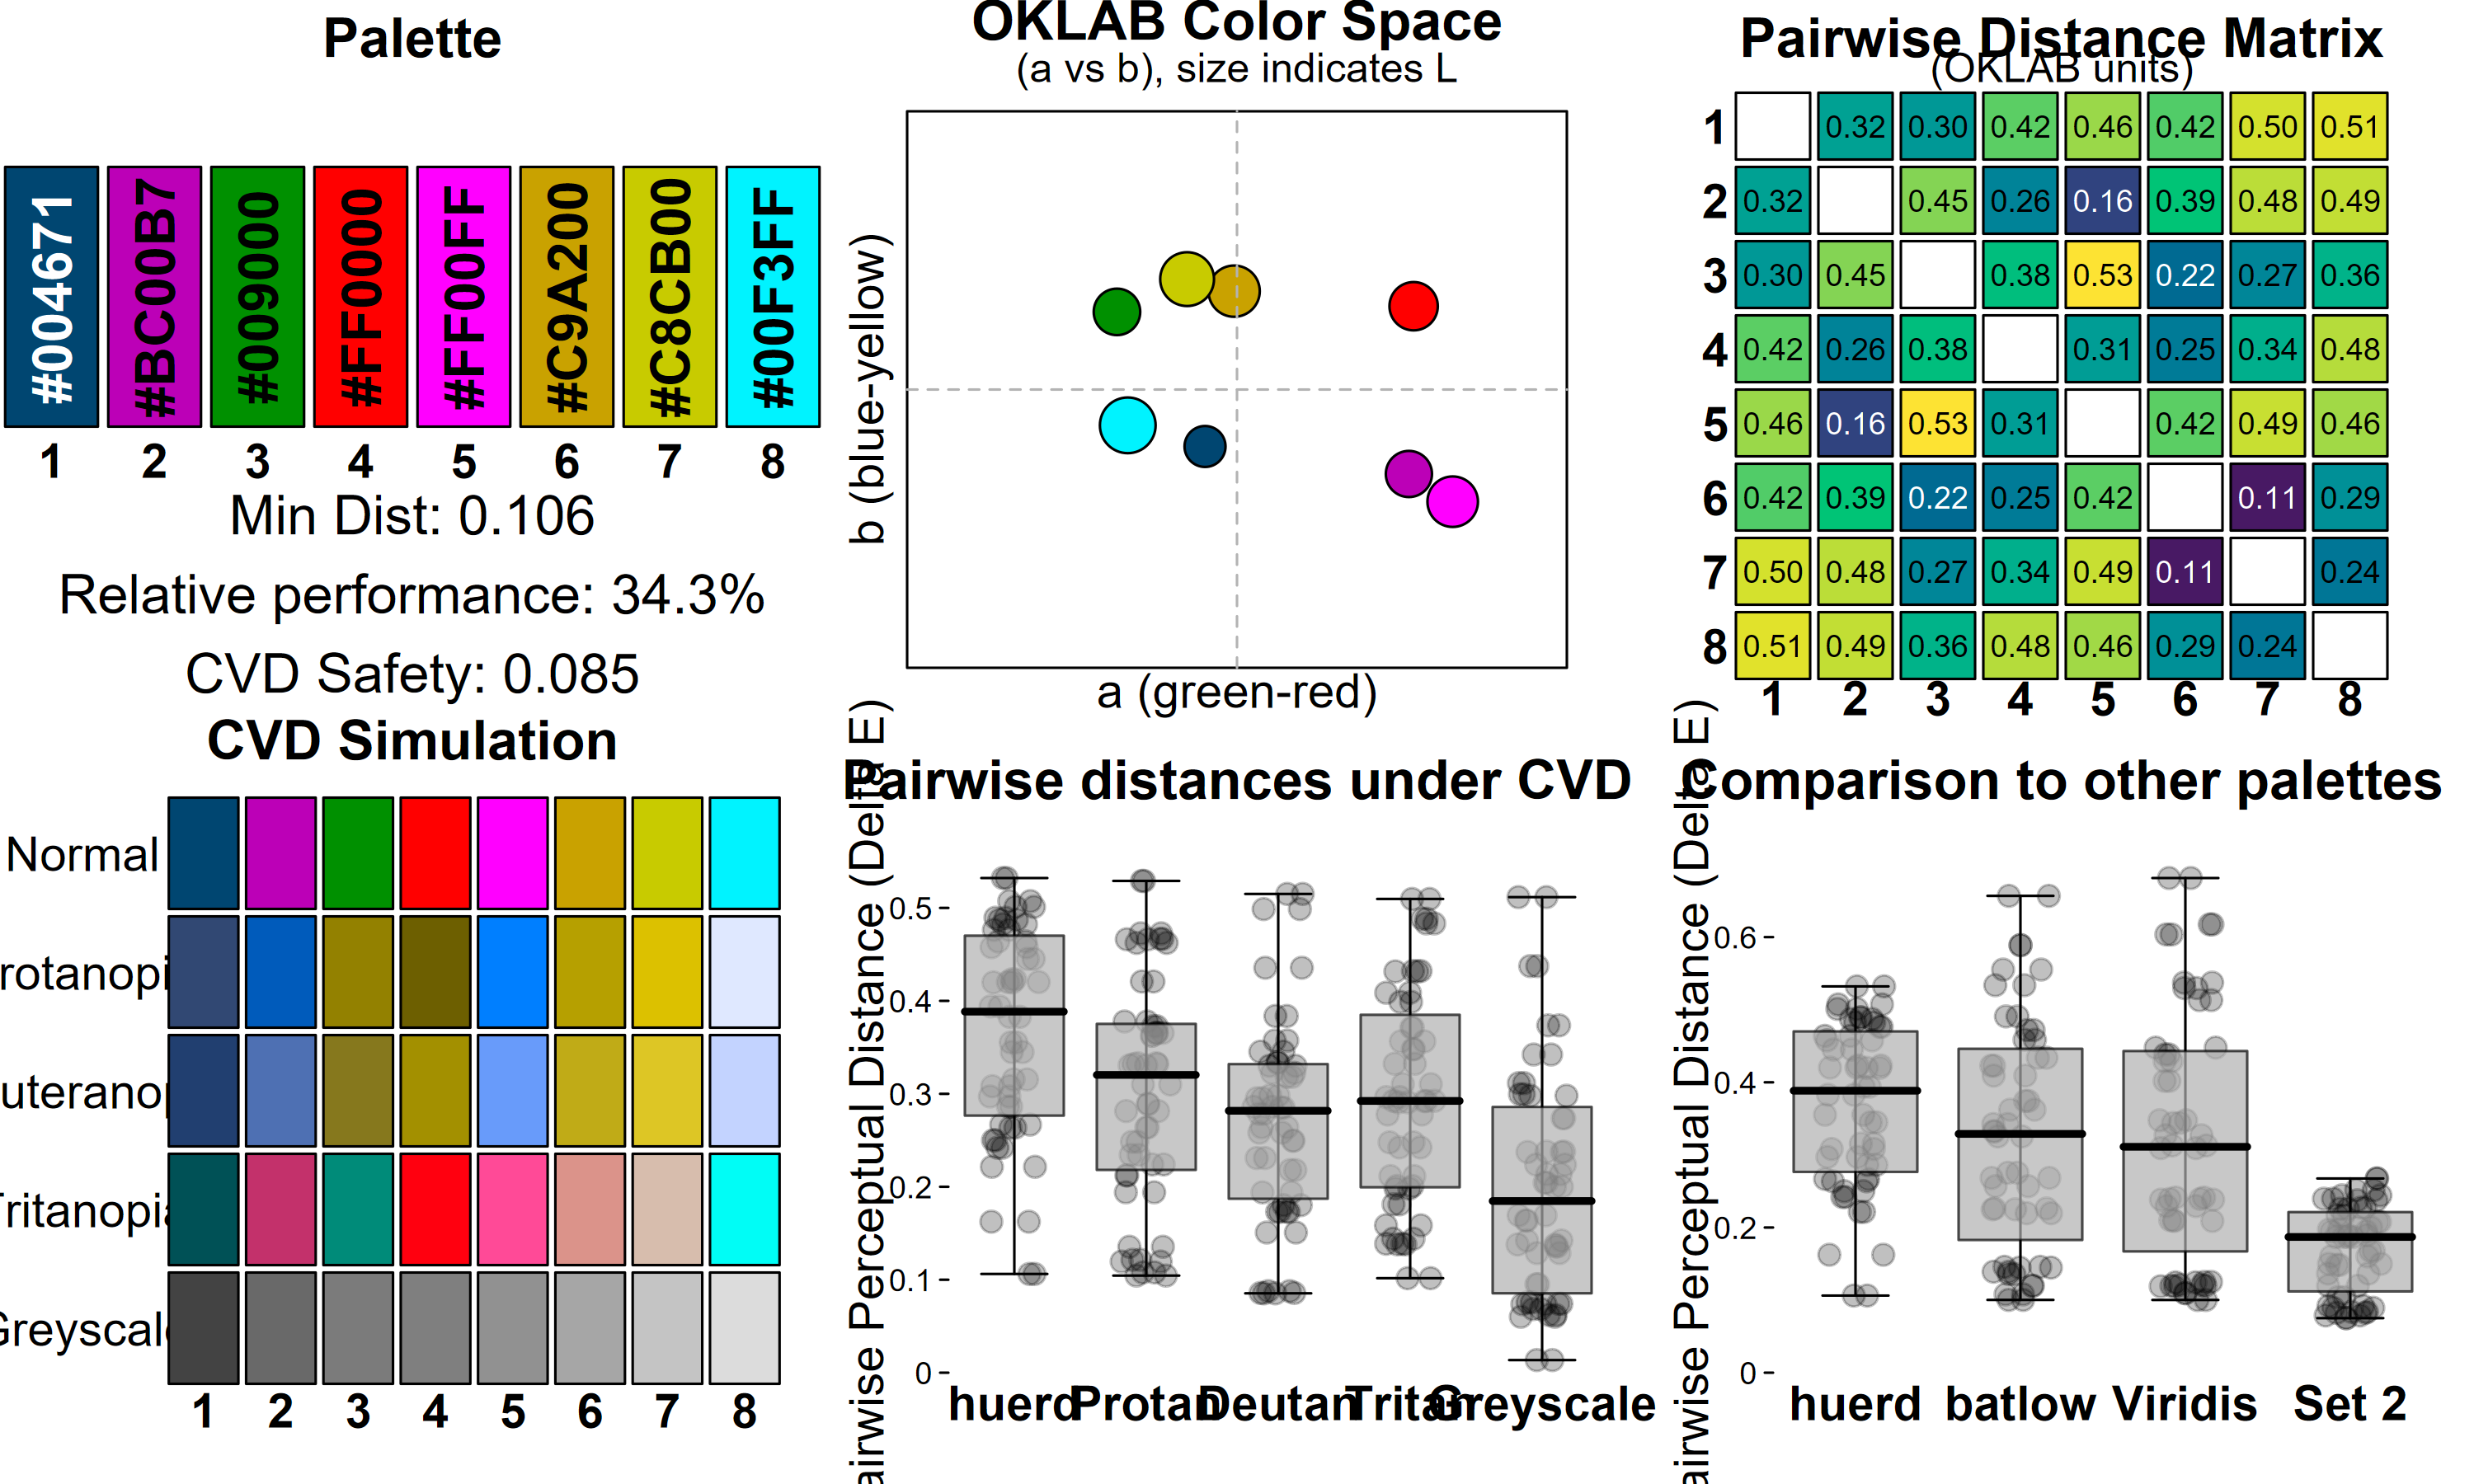 Palette
#004671
#BC00B7
#009000
#FF0000
#FF00FF
#C9A200
#C8CB00
#00F3FF
1 2 3 4 5 6 7 8
Min Dist: 0.106
Relative performance: 34.3%
CVD Safety: 0.085
OKLAB Color Space
(a vs b), size indicates L
b (blue-yellow)
a (green-red)
Pairwise Distance Matrix
(OKLAB units)
1 0.32 0.30 0.42 0.46 0.42 0.50 0.51
2 0.32 0.45 0.26 0.16 0.39 0.48 0.49
3 0.30 0.45 0.38 0.53 0.22 0.27 0.36
4 0.42 0.26 0.38 0.31 0.25 0.34 0.48
5 0.46 0.16 0.53 0.31 0.42 0.49 0.46
6 0.42 0.39 0.22 0.25 0.42 0.11 0.29
7 0.50 0.48 0.27 0.34 0.49 0.11 0.24
8 0.51 0.49 0.36 0.48 0.46 0.29 0.24
1 2 3 4 5 6 7 8
CVD Simulation
Normal
rotanopi
uteranop
Tritanopia
Greyscale
1 2 3 4 5 6 7 8
Pairwise distances under CVD
airwise Perceptual Distance (Delta E)
0.5
0.4
0.3
0.2
0.1
0
huerd Protan Deutan Tritan Greyscale
Comparison to other palettes
airwise Perceptual Distance (Delta E)
0.6
0.4
0.2
0
huerd batlow Viridis Set 2